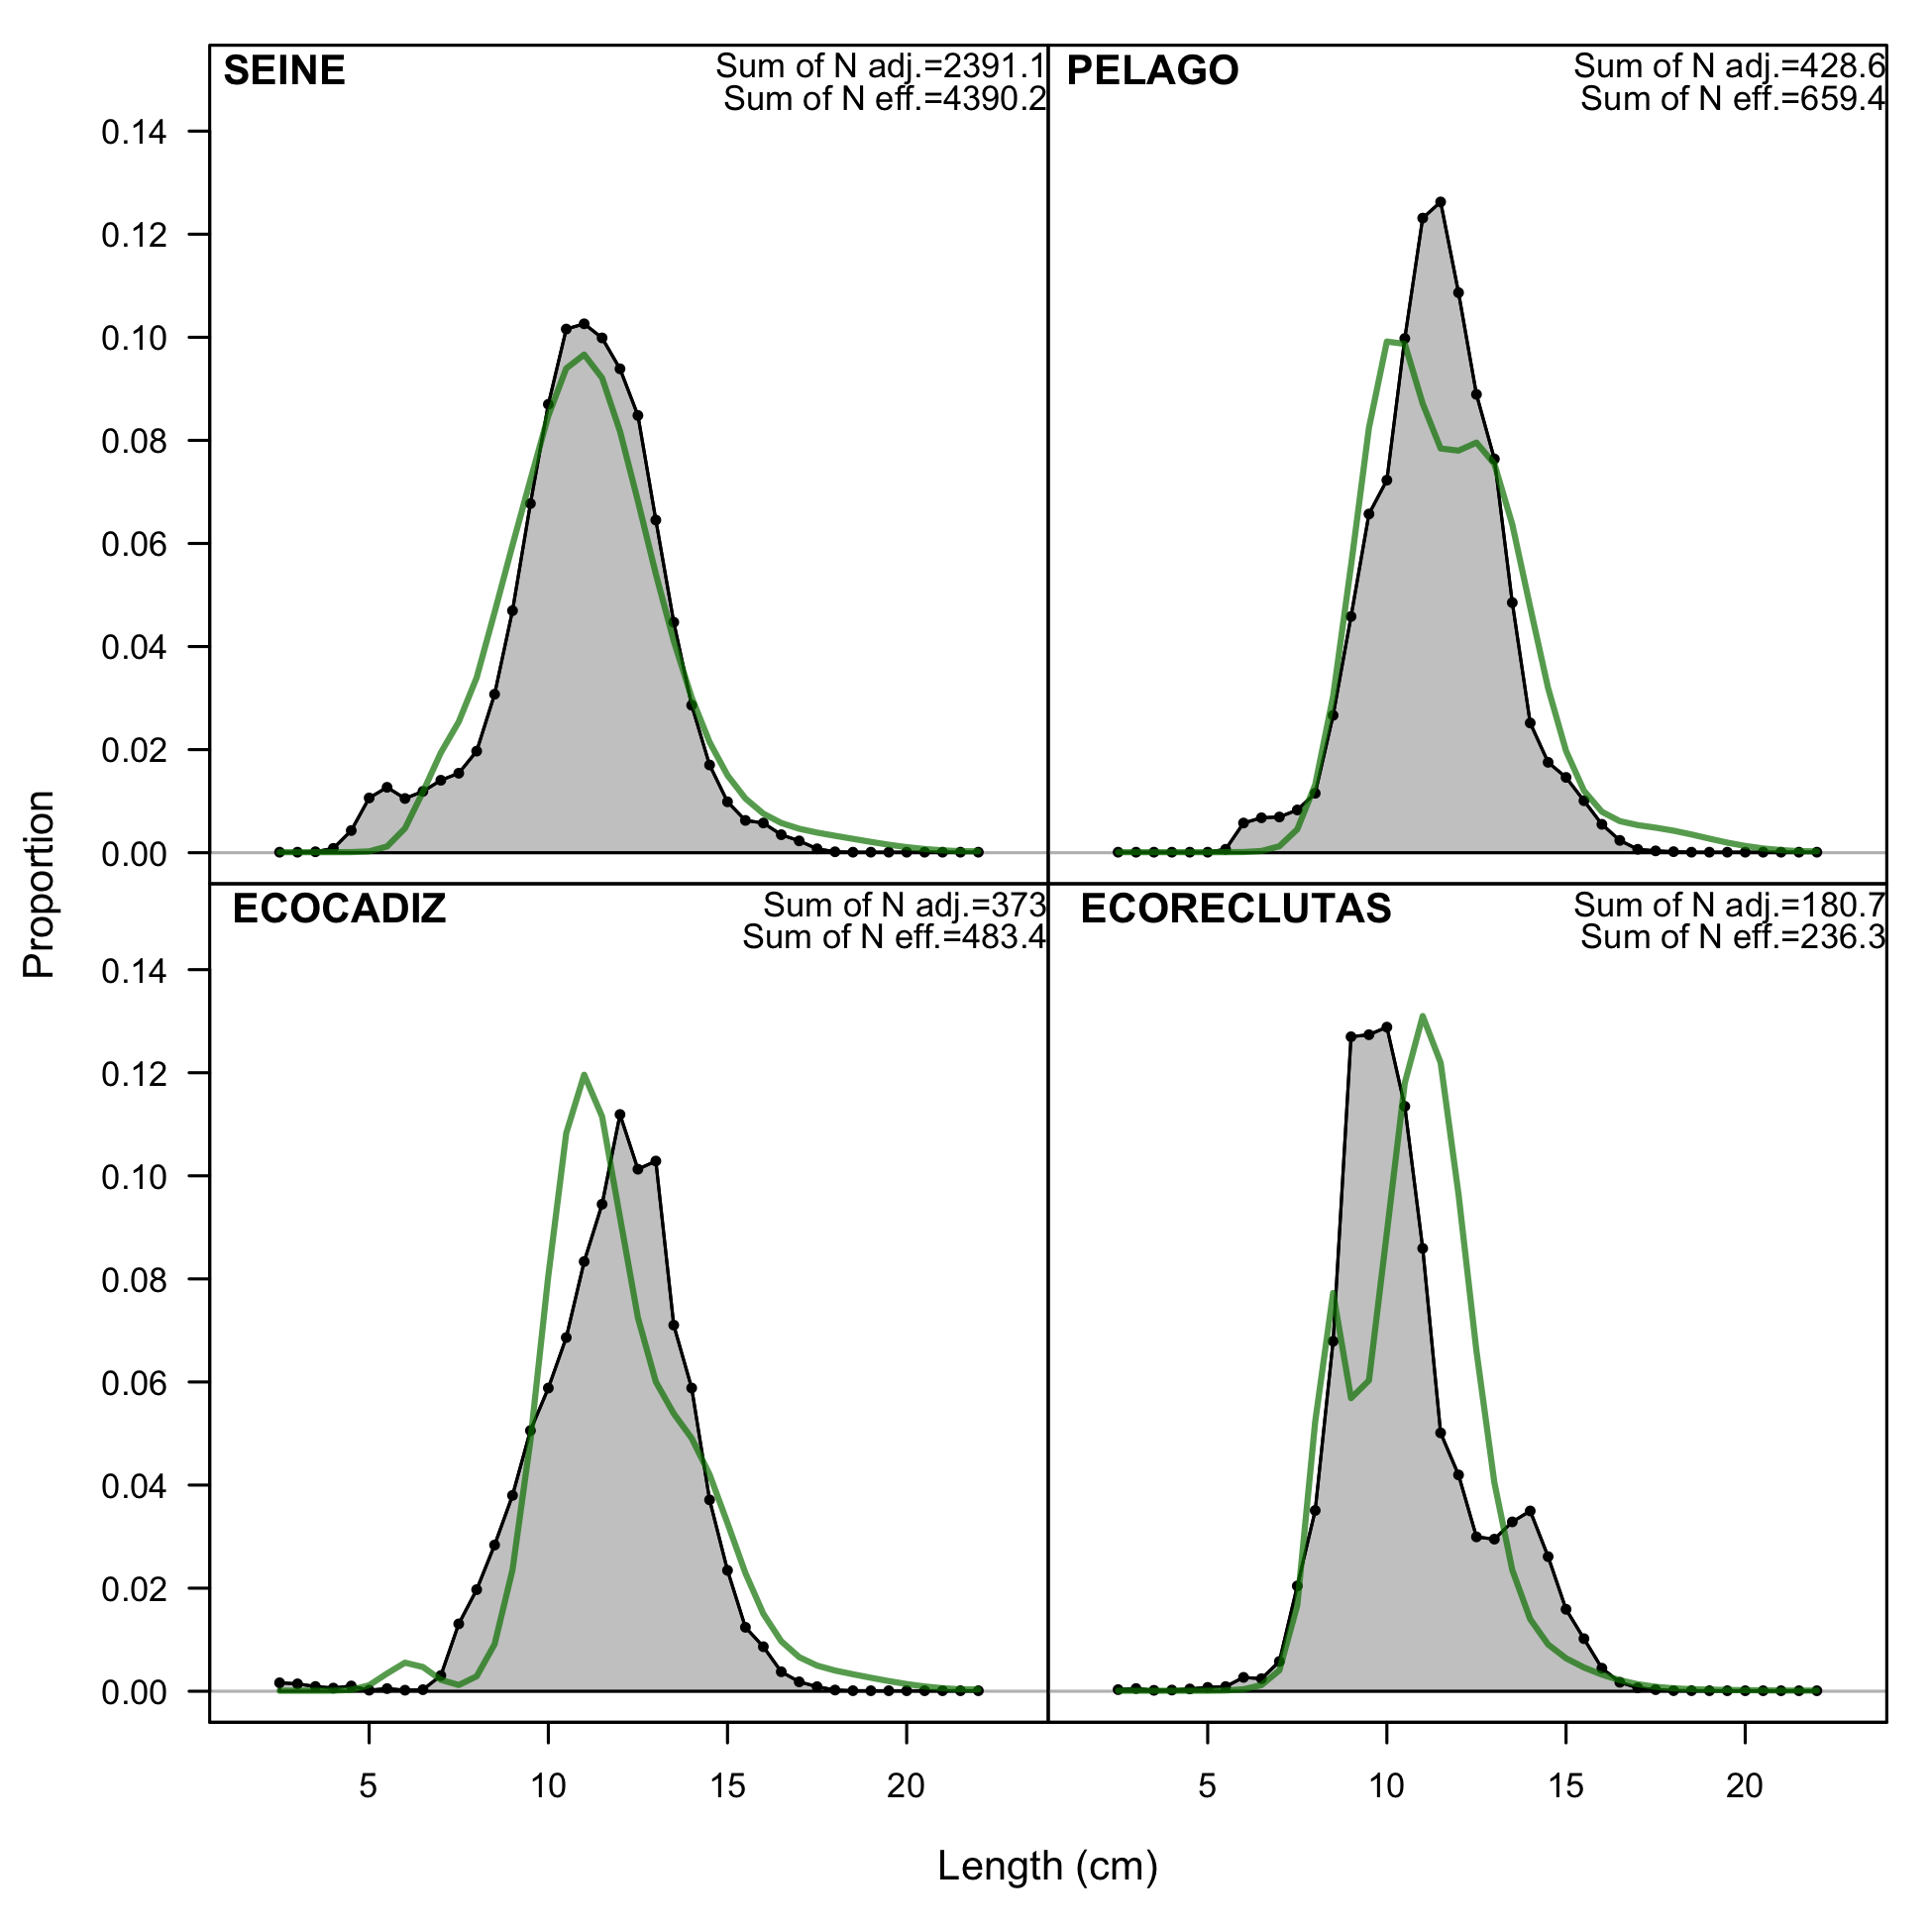 SEINE
Sum of N adj.=2391.1
Sum of N eff.=4390.2
PELAGO
Sum of N adj.=428.6
Sum of N eff.=659.4
0.14
0.12
0.10
0.08
0.06
0.04
0.02
0.00
ECOCADIZ
Sum of N adj.=373
Sum of N eff.=483.4
ECORECLUTAS
Sum of N adj.=180.7
Sum of N eff.=236.3
0.14
0.12
0.10
0.08
0.06
0.04
0.02
0.00
Proportion
5 10 15 20
5 10 15 20
Length (cm)